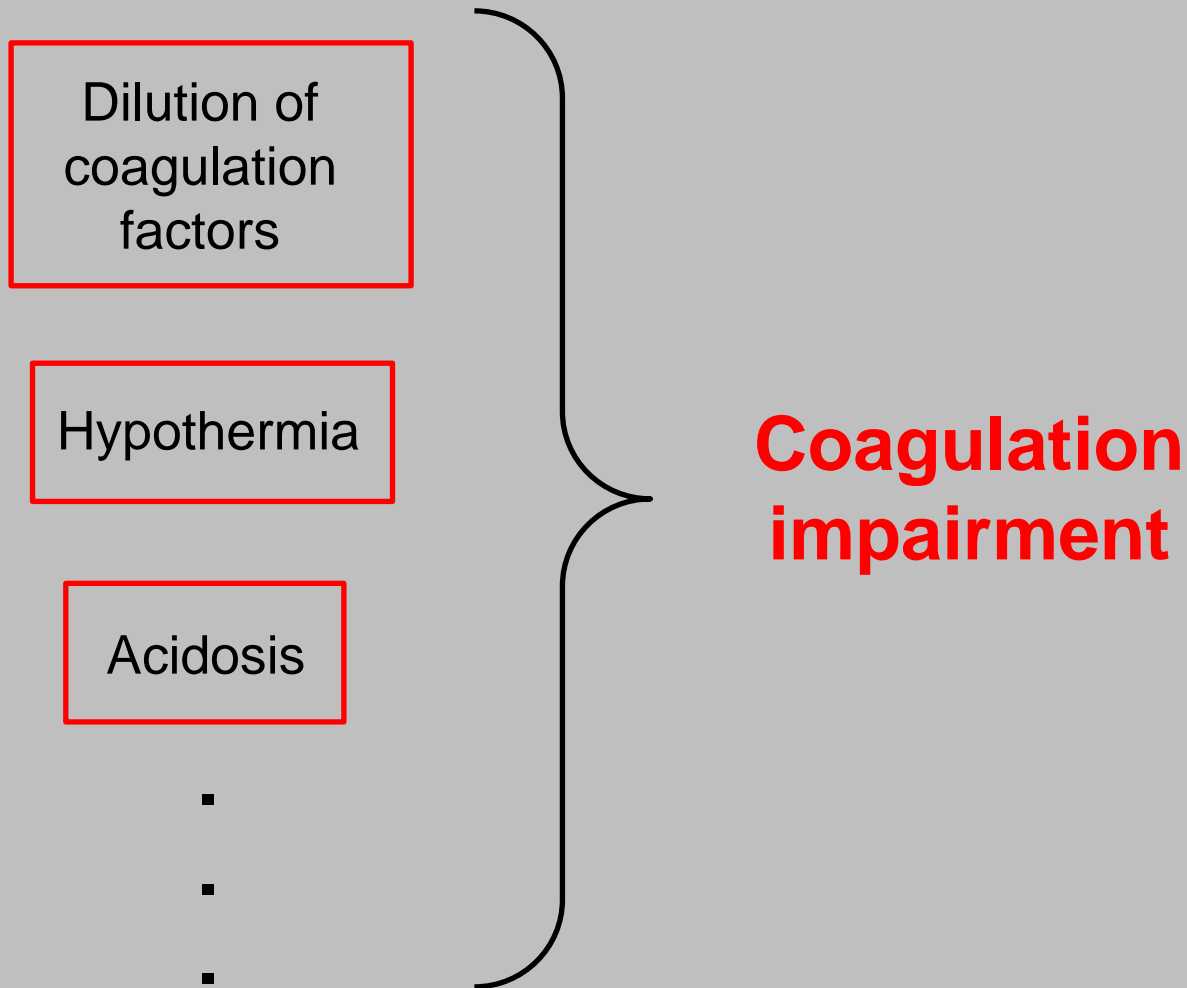 Dilution of
coagulation
factors
Hypothermia
Acidosis
.
.
.
Coagulation
impairment